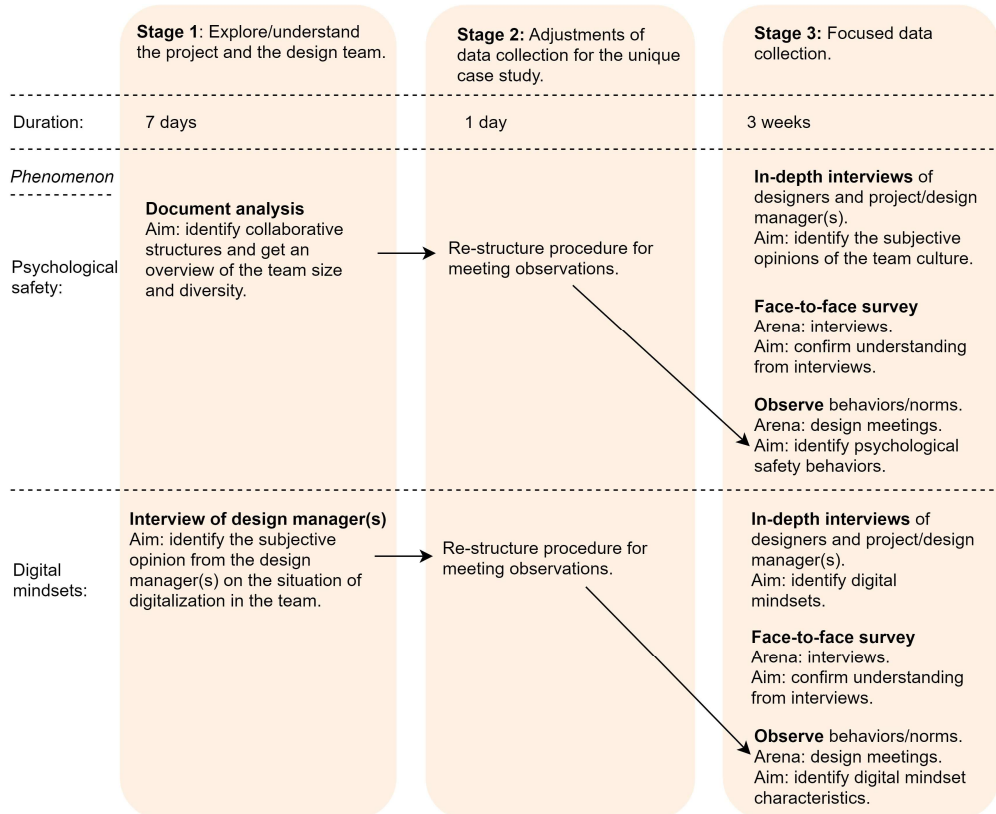 Stage 1: Explore/understand
the project and the design team.
Stage 2: Adjustments of
data collection for the unique
case study.
Stage 3: Focused data
collection.
Duration:
7 days
1 day
3 weeks
Phenomenon
Psychological
safety:
Document analysis
Aim: identify collaborative
structures and get an
overview of the team size
and diversity.
Re-structure procedure for
meeting observations.
In-depth interviews of
designers and project/design
manager(s).
Aim: identify the subjective
opinions of the team culture.
Face-to-face survey
Arena: interviews.
Aim: confirm understanding
from interviews.
Observe behaviors/norms.
Arena: design meetings.
Aim: identify psychological
safety behaviors.
Digital
mindsets:
Interview of design manager(s)
Aim: identify the subjective
opinion from the design
manager(s) on the situation of
digitalization in the team.
Re-structure procedure for
meeting observations.
In-depth interviews of
designers and project/design
manager(s).
Aim: identify digital
mindsets.
Face-to-face survey
Arena: interviews.
Aim: confirm understanding
from interviews.
Observe behaviors/norms.
Arena: design meetings.
Aim: identify digital mindset
characteristics.